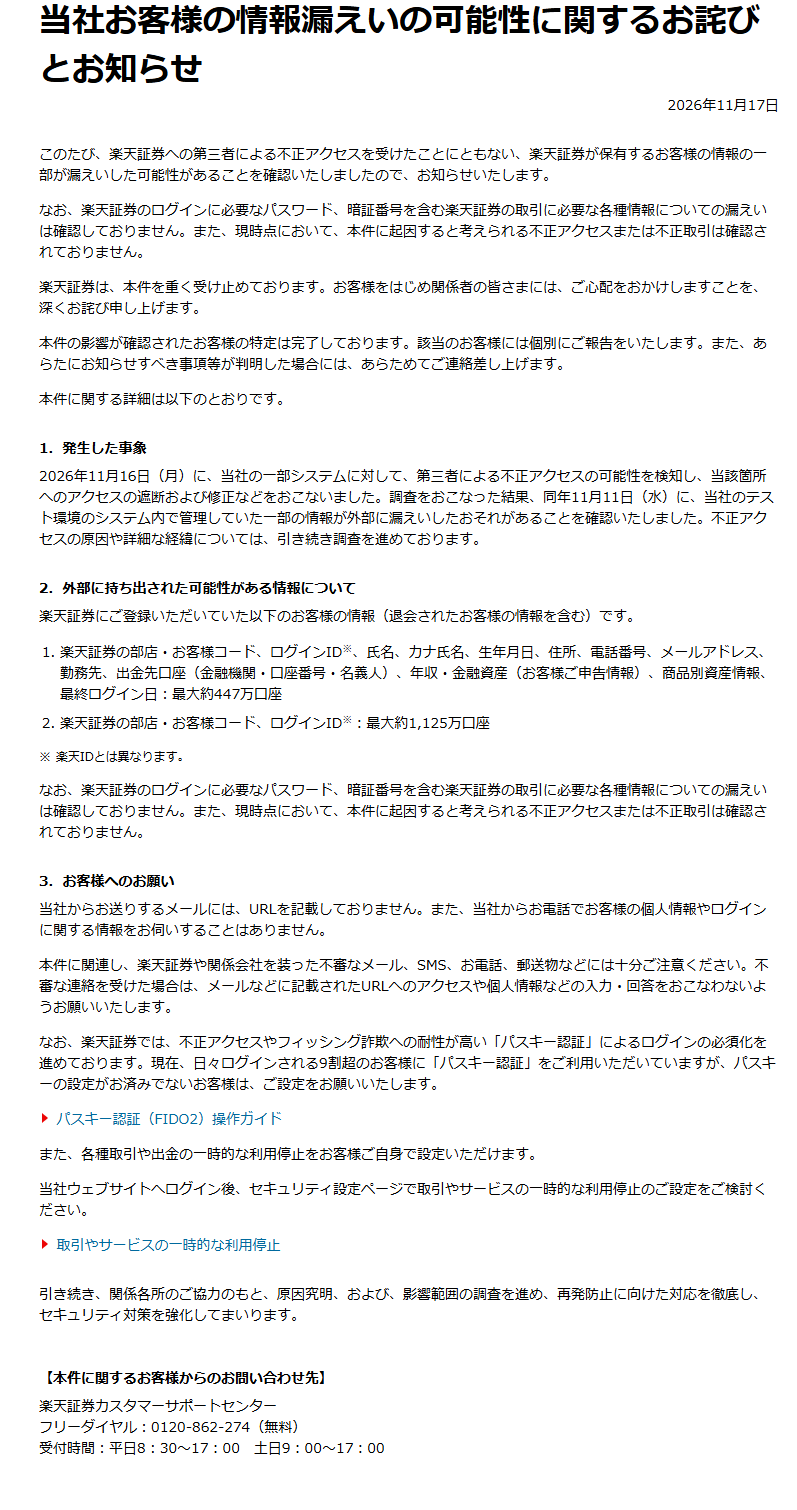 当社お客様の情報漏えいの可能性に関するお詫び
とお知らせ
2026年11月17日
このたび、楽天証券への第三者による不正アクセスを受けたことにともない、楽天証券が保有するお客様の情報の一
部が漏えいした可能性があることを確認いたしましたので、お知らせいたします。
なお、楽天証券のログインに必要なパスワード、暗証番号を含む楽天証券の取引に必要な各種情報についての漏えい
は確認しておりません。また、現時点において、本件に起因すると考えられる不正アクセスまたは不正取引は確認さ
れておりません。
楽天証券は、本件を重く受け止めております。お客様をはじめ関係者の皆さまには、ご心配をおかけしますことを、
深くお詫び申し上げます。
本件の影響が確認されたお客様の特定は完了しております。該当のお客様には個別にご報告をいたします。また、あ
らたにお知らせすべき事項等が判明した場合には、あらためてご連絡差し上げます。
本件に関する詳細は以下のとおりです。
1．発生した事象
2026年11月16日（月）に、当社の一部システムに対して、第三者による不正アクセスの可能性を検知し、当該箇所
へのアクセスの遮断および修正などをおこないました。調査をおこなった結果、同年11月11日（水）に、当社のテス
ト環境のシステム内で管理していた一部の情報が外部に漏えいしたおそれがあることを確認いたしました。不正アク
セスの原因や詳細な経緯については、引き続き調査を進めております。
2．外部に持ち出された可能性がある情報について
楽天証券にご登録いただいていた以下のお客様の情報（退会されたお客様の情報を含む）です。
1. 楽天証券の部店・お客様コード、ログインID※、氏名、カナ氏名、生年月日、住所、電話番号、メールアドレス、
勤務先、出金先口座（金融機関・口座番号・名義人）、年収・金融資産（お客様ご申告情報）、商品別資産情報、
最終ログイン日：最大約447万口座
2. 楽天証券の部店・お客様コード、ログインID※：最大約1,125万口座
※ 楽天IDとは異なります。
なお、楽天証券のログインに必要なパスワード、暗証番号を含む楽天証券の取引に必要な各種情報についての漏えい
は確認しておりません。また、現時点において、本件に起因すると考えられる不正アクセスまたは不正取引は確認さ
れておりません。
3．お客様へのお願い
当社からお送りするメールには、URLを記載しておりません。また、当社からお電話でお客様の個人情報やログイン
に関する情報をお伺いすることはありません。
本件に関連し、楽天証券や関係会社を装った不審なメール、SMS、お電話、郵送物などには十分ご注意ください。不
審な連絡を受けた場合は、メールなどに記載されたURLへのアクセスや個人情報などの入力・回答をおこなわないよ
うお願いいたします。
なお、楽天証券では、不正アクセスやフィッシング詐欺への耐性が高い「パスキー認証」によるログインの必須化を
進めております。現在、日々ログインされる9割超のお客様に「パスキー認証」をご利用いただいていますが、パスキ
ーの設定がお済みでないお客様は、ご設定をお願いいたします。
パスキー認証（FIDO2）操作ガイド
また、各種取引や出金の一時的な利用停止をお客様ご自身で設定いただけます。
当社ウェブサイトへログイン後、セキュリティ設定ページで取引やサービスの一時的な利用停止のご設定をご検討く
ださい。
取引やサービスの一時的な利用停止
引き続き、関係各所のご協力のもと、原因究明、および、影響範囲の調査を進め、再発防止に向けた対応を徹底し、
セキュリティ対策を強化してまいります。
【本件に関するお客様からのお問い合わせ先】
楽天証券カスタマーサポートセンター
フリーダイヤル：0120-862-274（無料）
受付時間：平日8：30～17：00　土日9：00～17：00